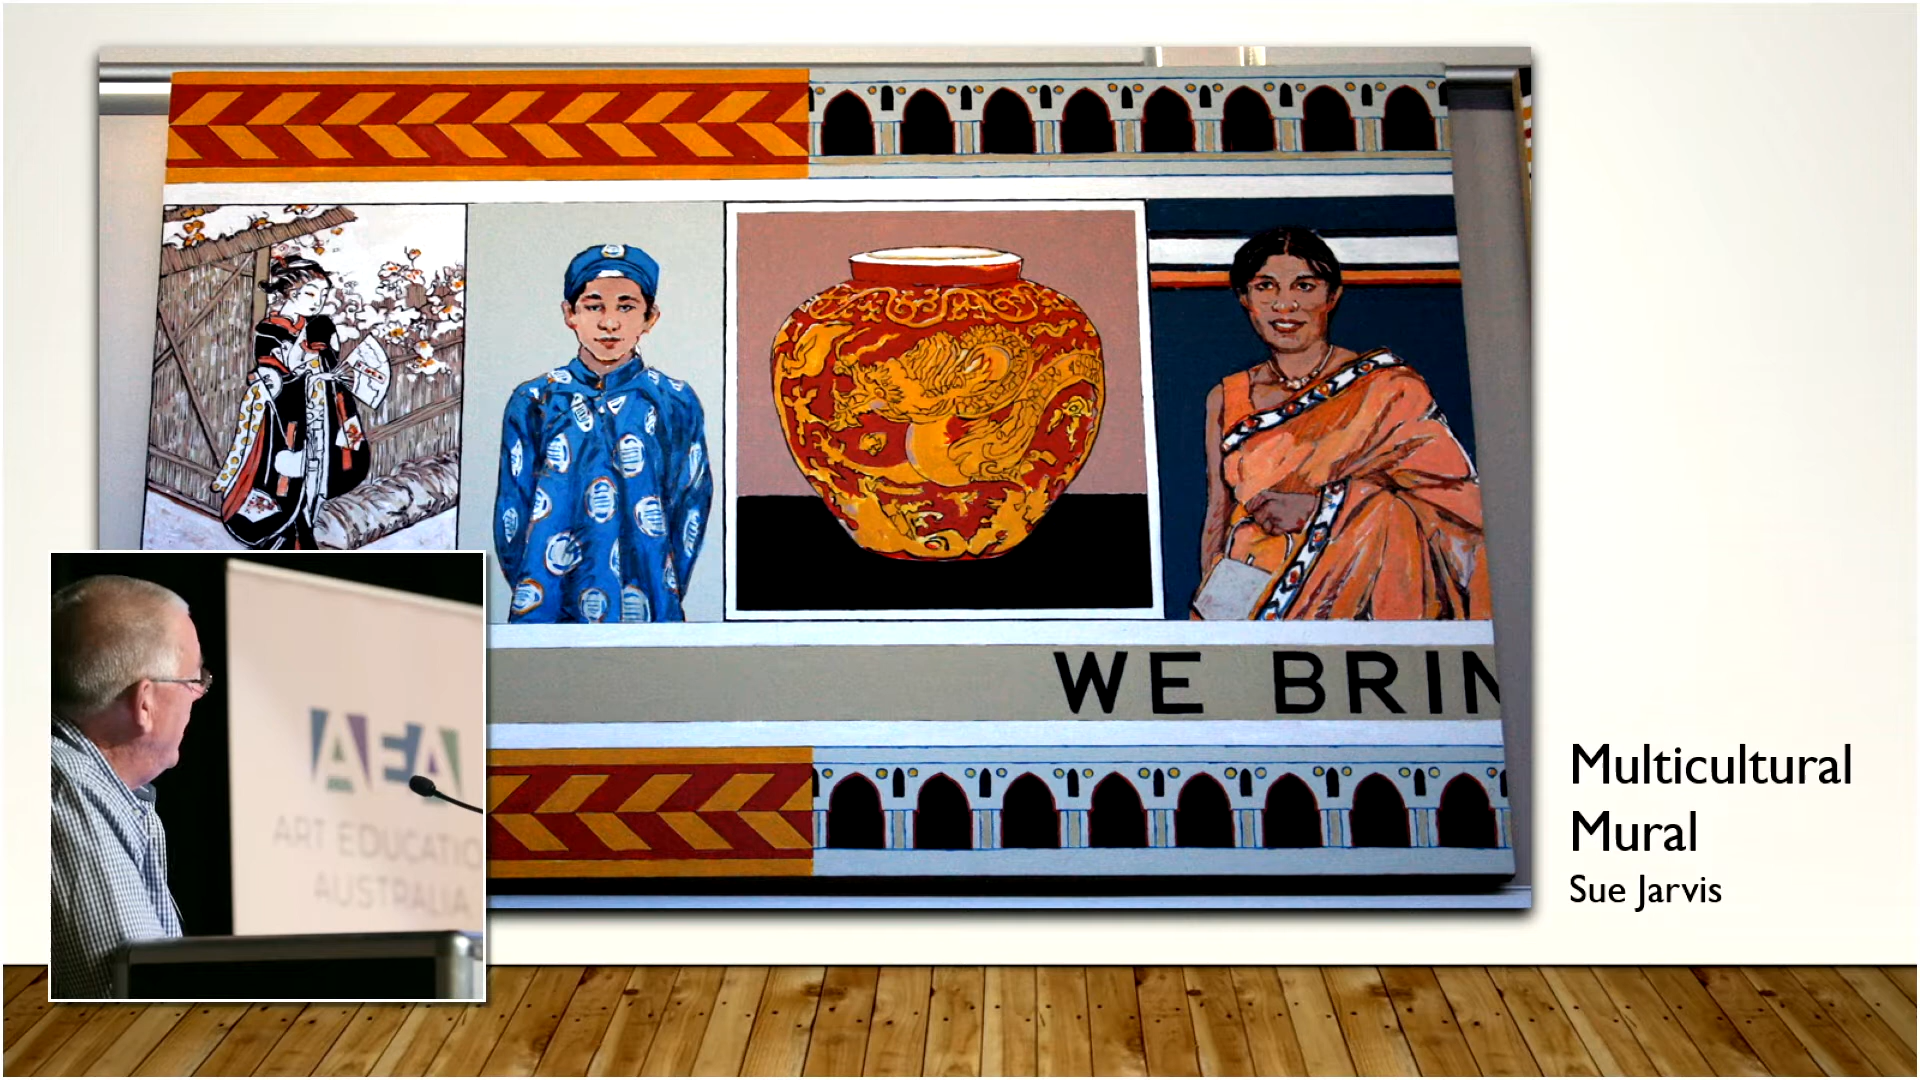 WE BRIN
Multicultural
Mural
Sue Jarvis
AEA
ART EDUCATIO
AUSTRALIA